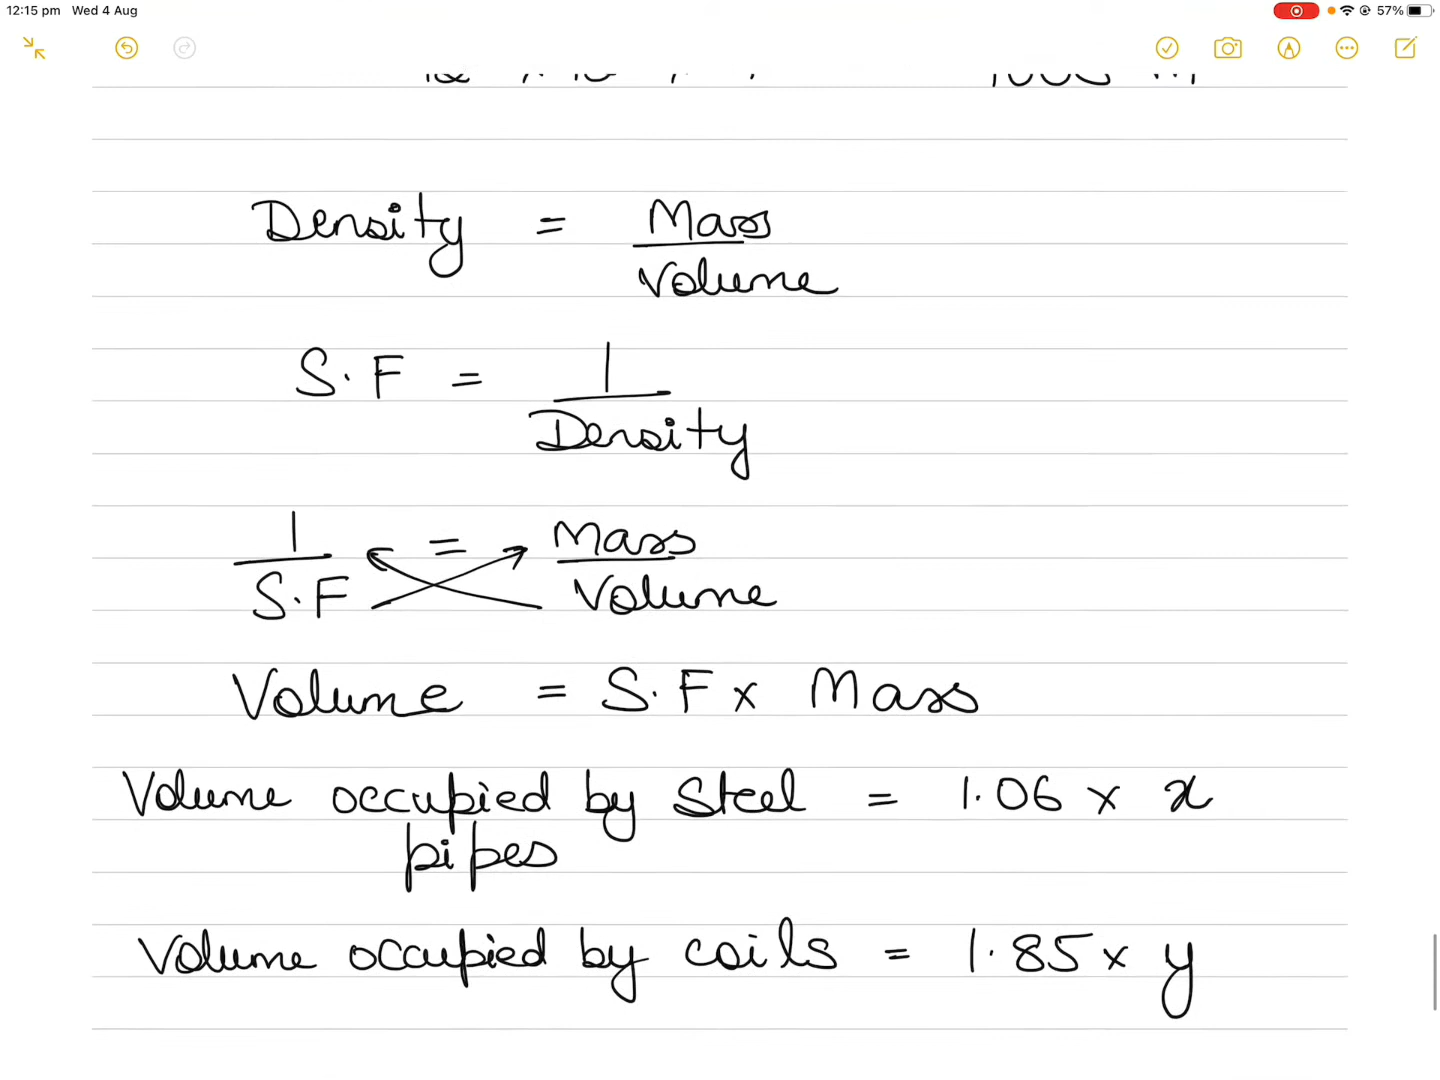 12:15 pm Wed 4 Aug
57%
Density = Mass
Volume
S.F = 1
Density
1 = Mass
S.F Volume
Volume = S.F x Mass
Volume occupied by Steel = 1.06 x x
pipes
Volume occupied by coils = 1.85 x y